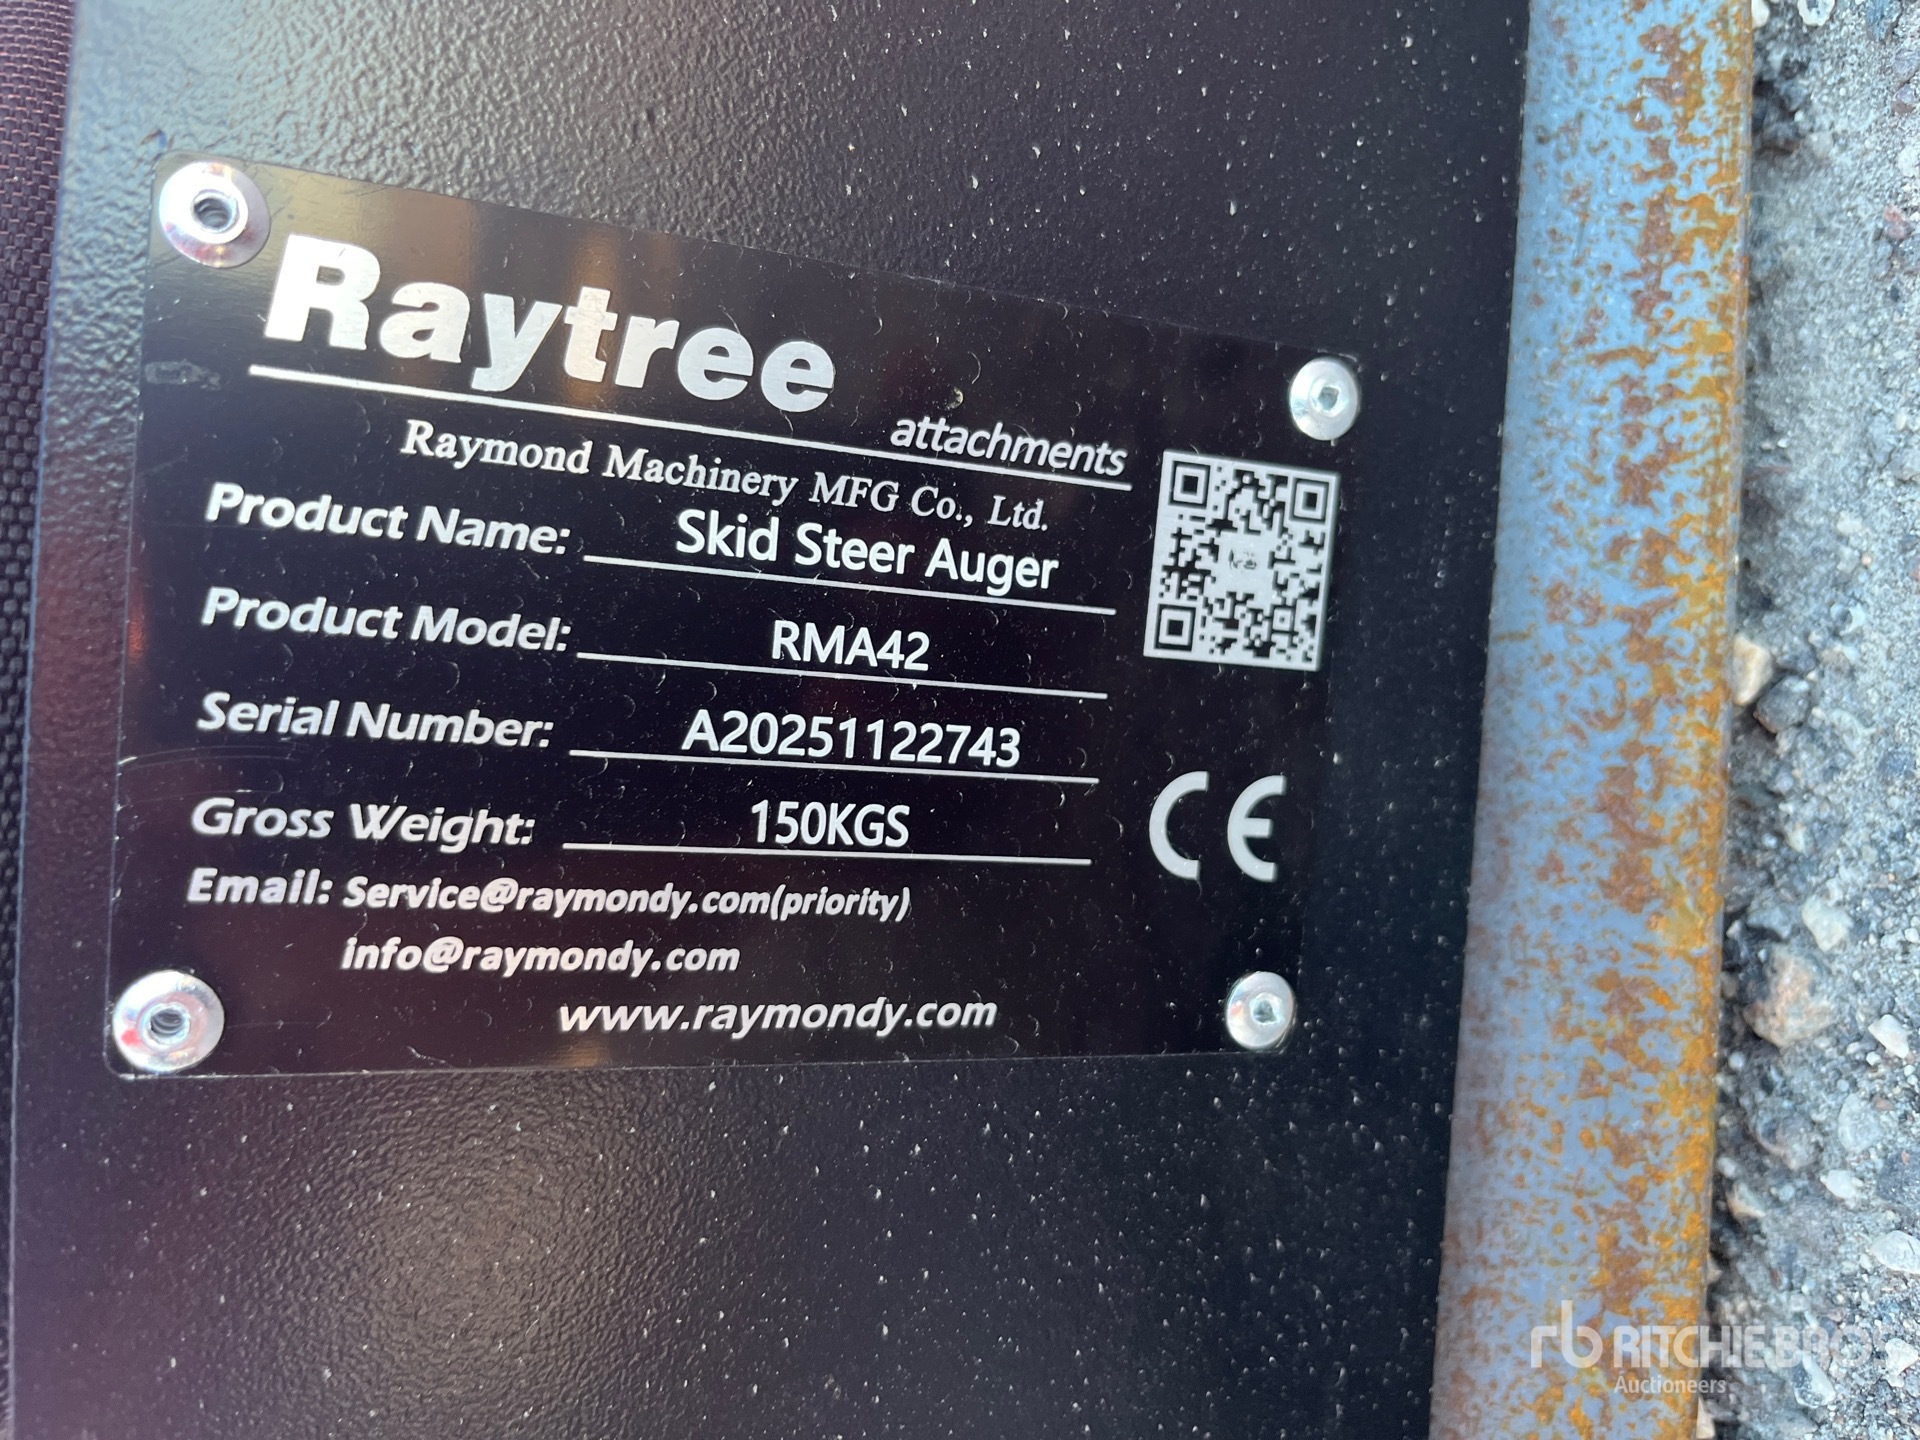 Raytree
attachments
Raymond Machinery MFG Co., Ltd.
Product Name: Skid Steer Auger
Product Model: RMA42
Serial Number: A20251122743
Gross Weight: 150KGS
CE
Email: Service@raymondy.com(priority)
info@raymondy.com
www.raymondy.com
rb RITCHIE BROS
Auctioneers